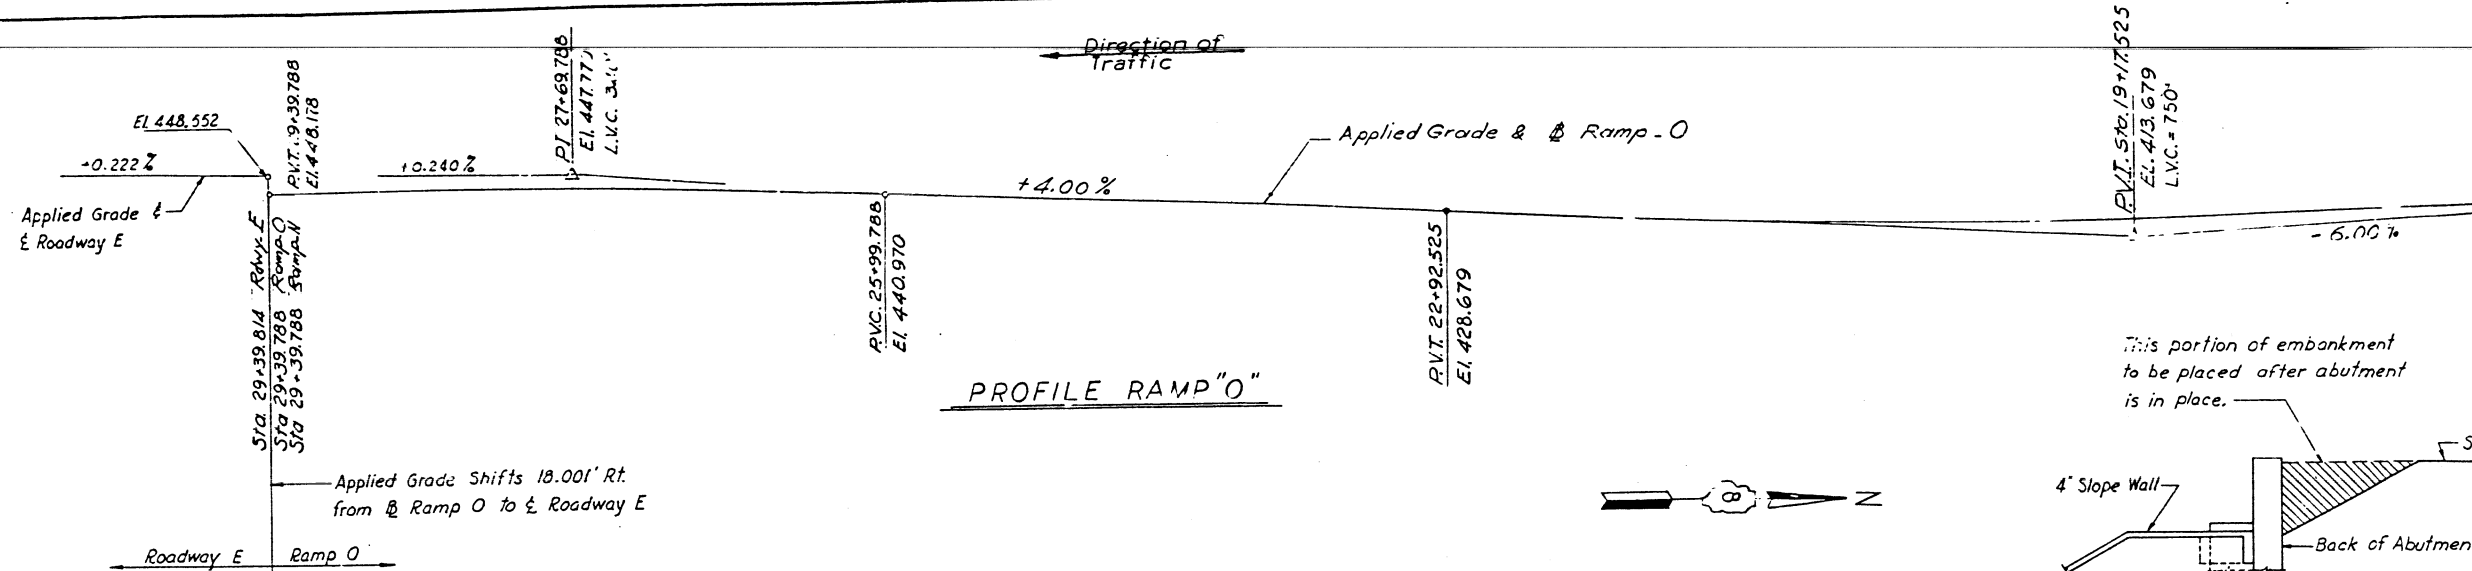 Direction of
Traffic
P.V.T. Sta. 19+17.525
EL. 413.679
L.V.C. = 750'
P.I. 27+69.788
El. 447.77
L.V.C.
El. 448.552
El. 448.178
-0.222%
+0.240%
Applied Grade & ℄ Roadway E
Applied Grade & B Ramp-O
+4.00%
-6.00%
Sta. 29+39.814 Rdwy-E
Sta 29+39.788 Ramp-O
Sta 29+39.788 Ramp-N
P.V.C. 25+99.788
El. 440.970
P.V.T. 22+92.525
El. 428.679
PROFILE RAMP "O"
This portion of embankment
to be placed after abutment
is in place.
Applied Grade Shifts 18.001' Rt.
from B Ramp O to ℄ Roadway E
8
N
4" Slope Wall
S
Back of Abutmen
Roadway E
Ramp O